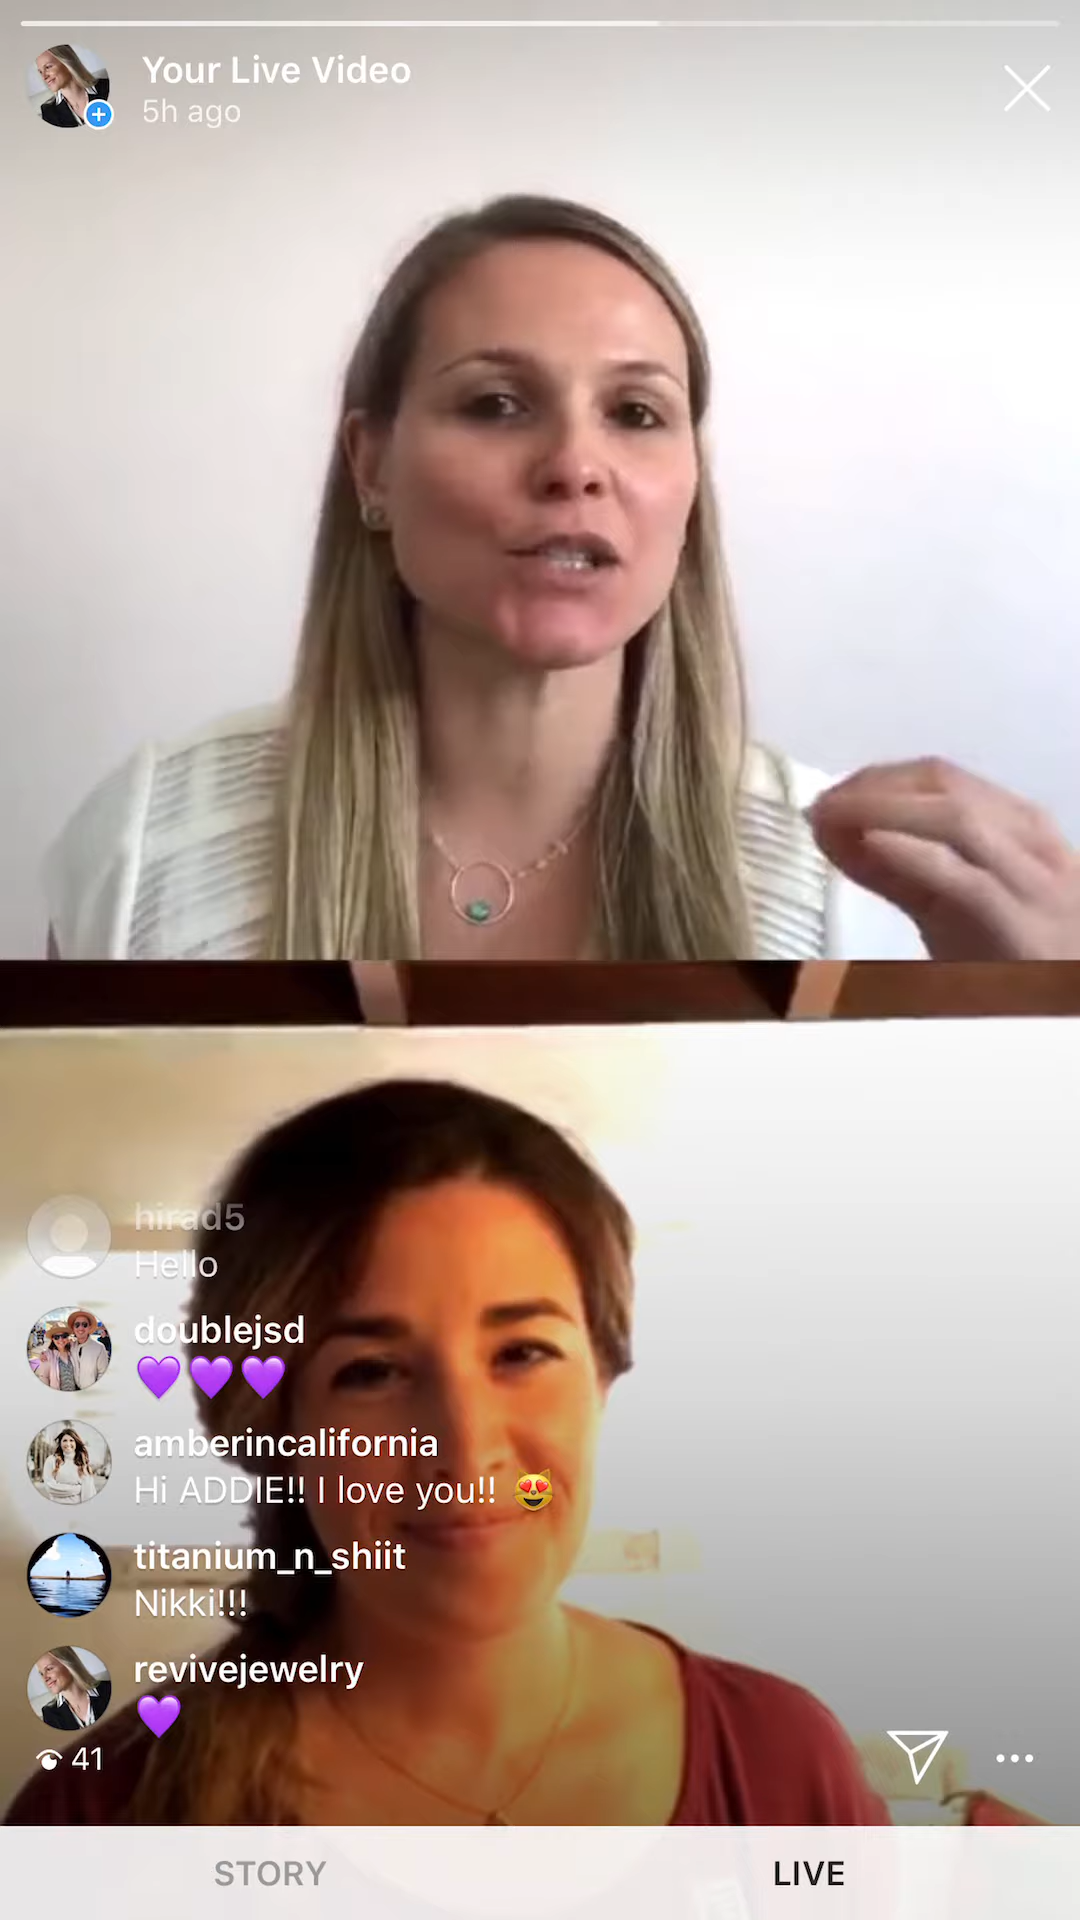 Your Live Video
5h ago
hirad5
Hello
doublejsd
💜💜💜
amberincalifornia
Hi ADDIE!! I love you!! 😻
titanium_n_shiit
Nikki!!!
revivejewelry
💜
41
STORY
LIVE